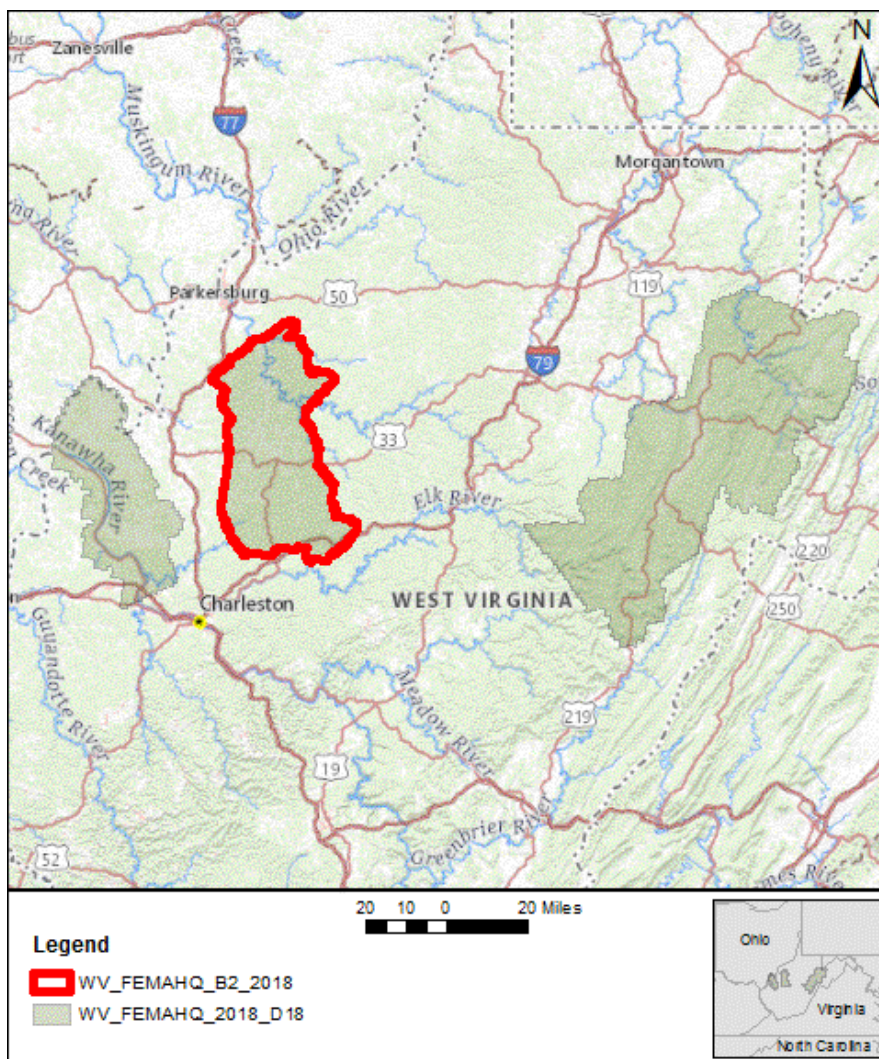 N
Zanesville
Creek
Muskingum River
77
Ohio River
Morgantown
Parkersburg
50
119
79
33
Kanawha River
Creek
Elk River
220
250
WEST VIRGINIA
Charleston
Guyandotte River
Meadow River
219
19
Greenbrier River
52
20 10 0 20 Miles
Legend
WV_FEMAHQ_B2_2018
WV_FEMAHQ_2018_D18
Ohio
Virginia
North Carolina